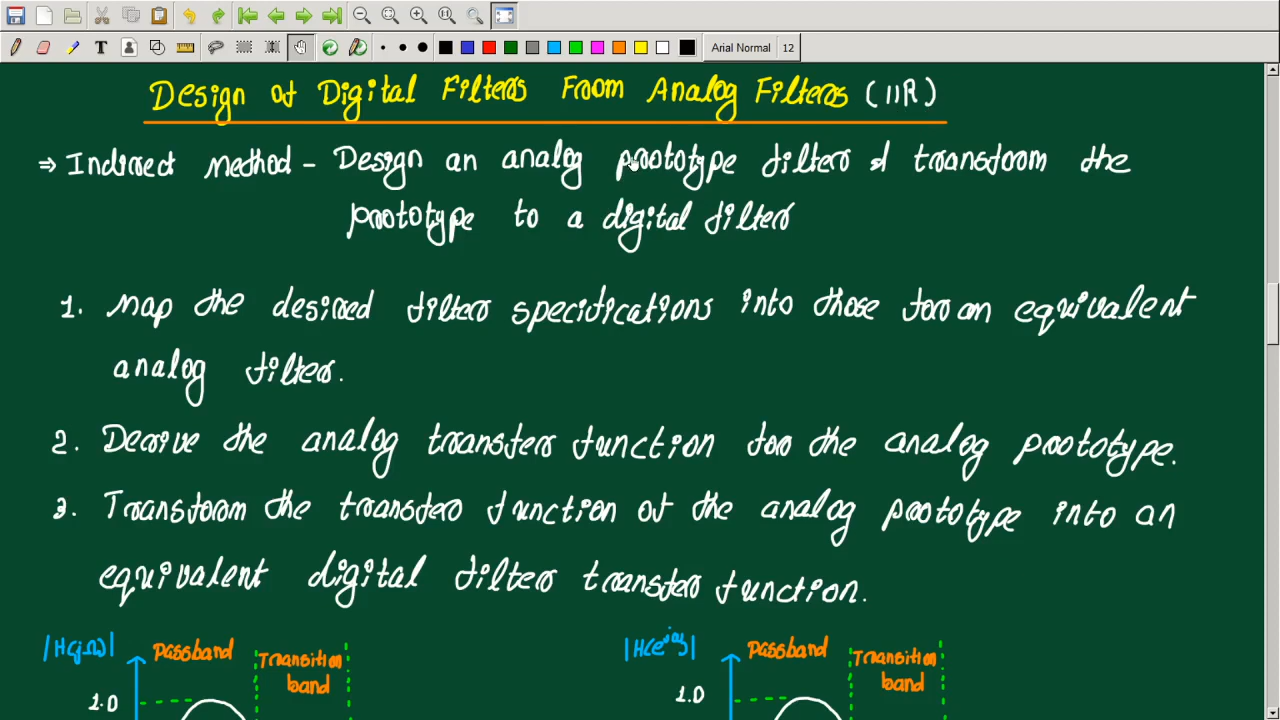 Arial Normal 12
Design of Digital Filters From Analog Filters (IIR)
⇒ Indirect method - Design an analog prototype filter & transform the
prototype to a digital filter
1. Map the desired filter specifications into those for an equivalent
analog filter.
2. Derive the analog transfer function for the analog prototype.
3. Transform the transfer function of the analog prototype into an
equivalent digital filter transfer function.
|H(jΩ)| Passband Transition band
1.0
|H(e^jω)| Passband Transition band
1.0